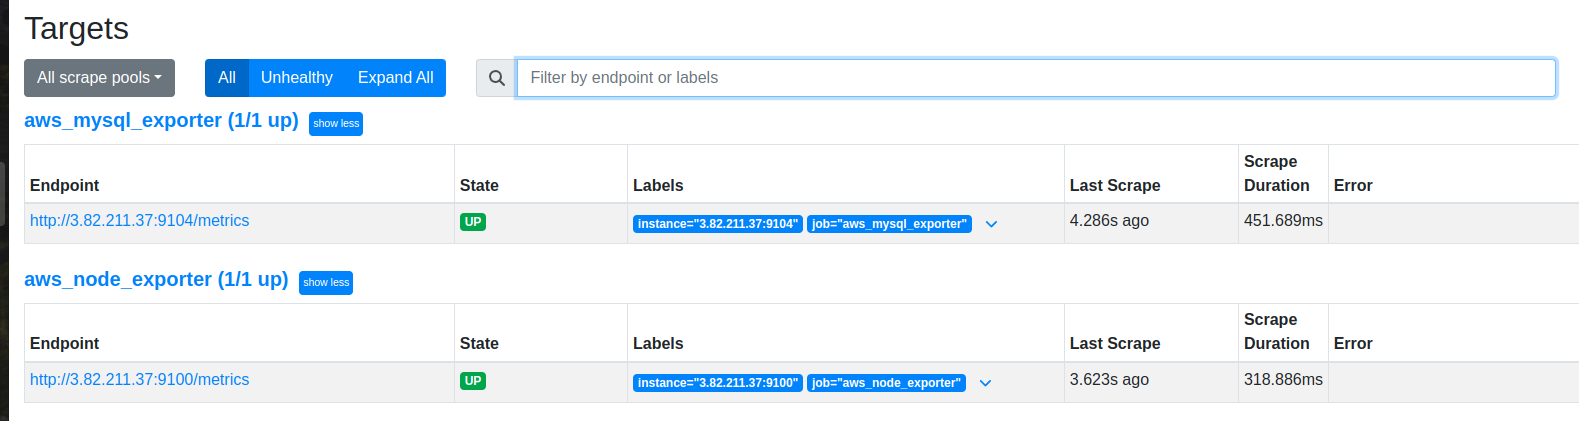 Targets
All scrape pools All Unhealthy Expand All Filter by endpoint or labels
aws_mysql_exporter (1/1 up) show less
Endpoint State Labels Last Scrape Scrape Duration Error
http://3.82.211.37:9104/metrics UP instance="3.82.211.37:9104" job="aws_mysql_exporter" 4.286s ago 451.689ms
aws_node_exporter (1/1 up) show less
Endpoint State Labels Last Scrape Scrape Duration Error
http://3.82.211.37:9100/metrics UP instance="3.82.211.37:9100" job="aws_node_exporter" 3.623s ago 318.886ms